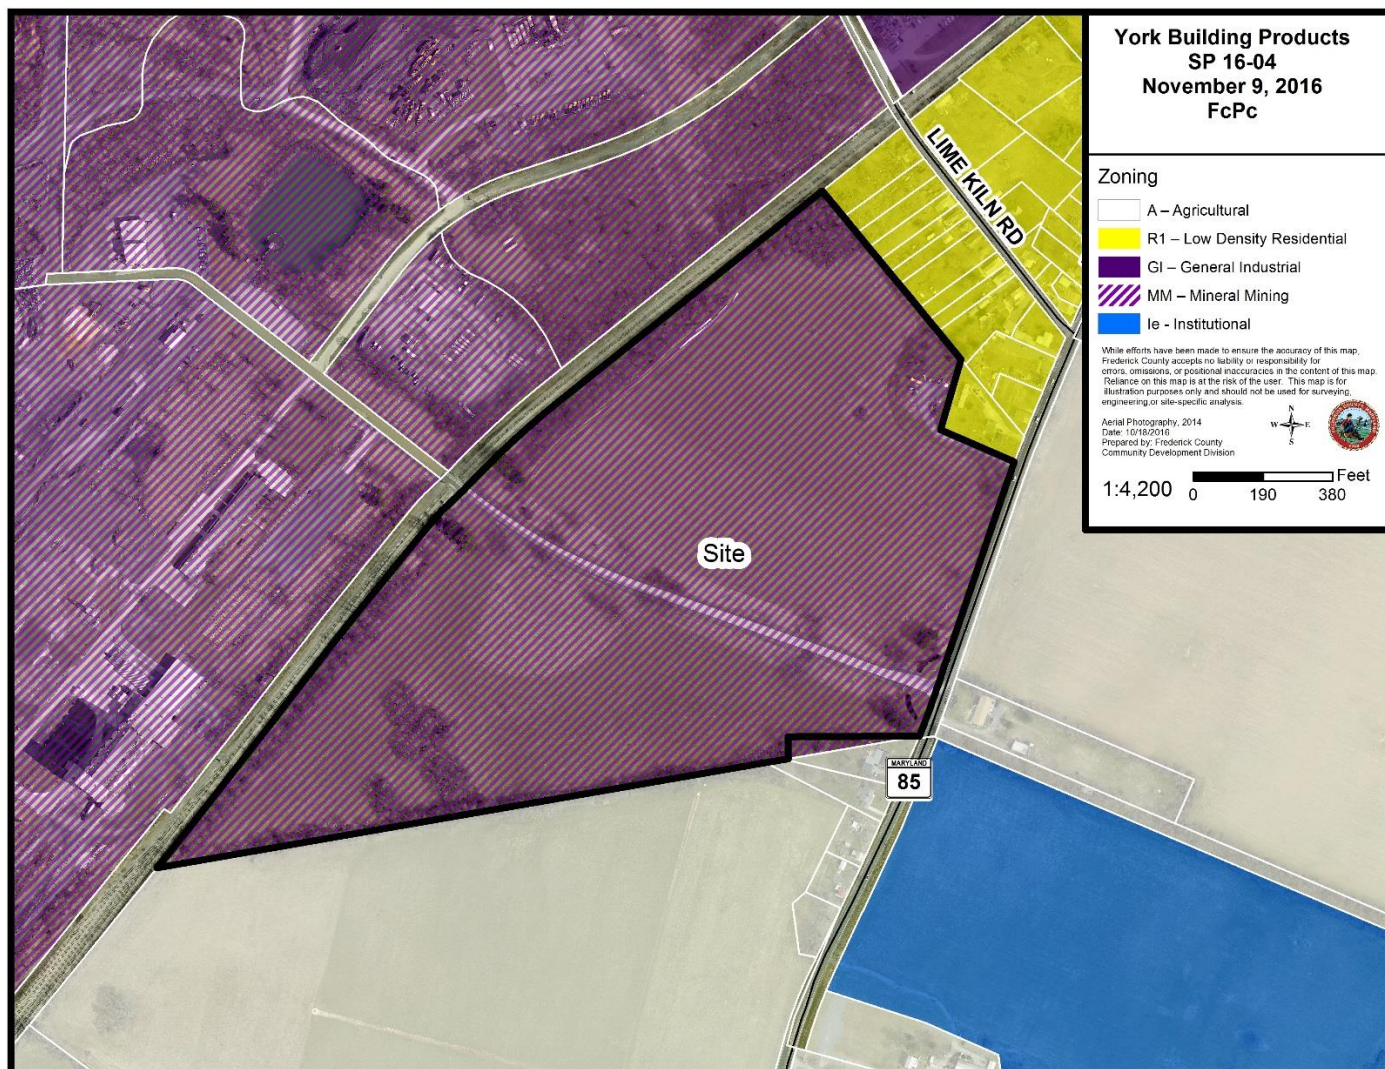 York Building Products
SP 16-04
November 9, 2016
FcPc
Zoning
A – Agricultural
R1 – Low Density Residential
GI – General Industrial
MM – Mineral Mining
Ie - Institutional
While efforts have been made to ensure the accuracy of this map,
Frederick County accepts no liability or responsibility for
errors, omissions, or positional inaccuracies in the content of this map.
Reliance on this map is at the risk of the user. This map is for
illustration purposes only and should not be used for surveying,
engineering,or site-specific analysis.
Aerial Photography, 2014
Date: 10/18/2016
Prepared by: Frederick County
Community Development Division
N
W E
S
1:4,200
Feet
0 190 380
LIME KILN RD
Site
MARYLAND
85